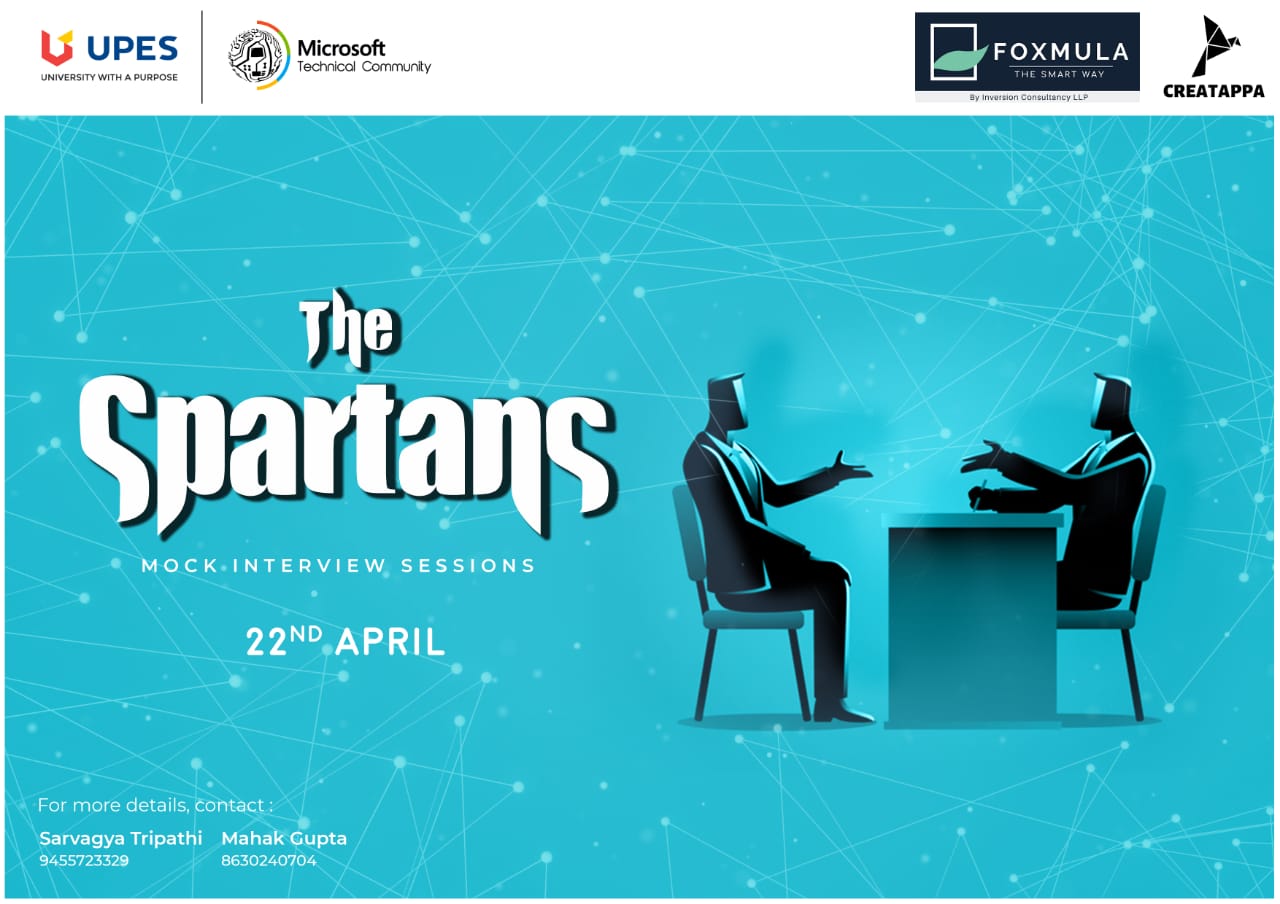 UPES
UNIVERSITY WITH A PURPOSE
Microsoft
Technical Community
FOXMULA
THE SMART WAY
By Inversion Consultancy LLP
CREATAPPA
The
Spartans
MOCK INTERVIEW SESSIONS
22ND APRIL
For more details, contact :
Sarvagya Tripathi Mahak Gupta
9455723329 8630240704